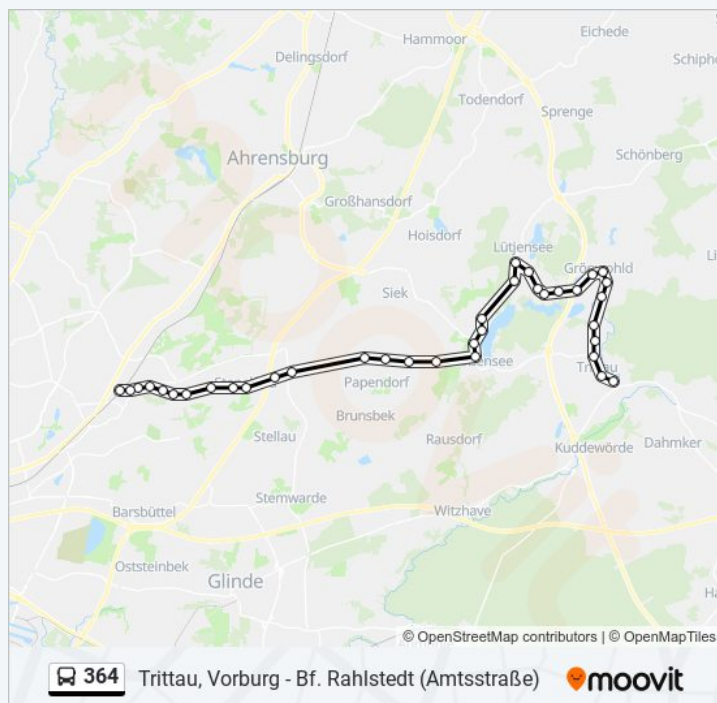 Hammoor
Eichede
Delingsdorf
Schiphe
Todendorf
Sprenge
Ahrensburg
Schönberg
Großhansdorf
Hoisdorf
Lütjensee
Siek
Papendorf
Brunsbek
Stellau
Rausdorf
Kuddewörde
Dahmker
Stemwarde
Witzhave
Barsbüttel
Oststeinbek
Glinde
Ha
© OpenStreetMap contributors | © OpenMapTiles
364 Trittau, Vorburg - Bf. Rahlstedt (Amtsstraße) moovit